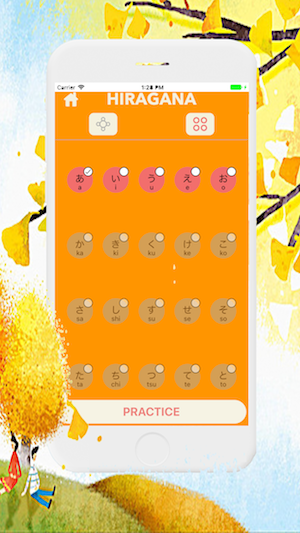 Carrier 1:28 PM
HIRAGANA
あ い う え お
a i u e o
か き く け こ
ka ki ku ke ko
さ し す せ そ
sa shi su se so
た ち つ て と
ta chi tsu te to
PRACTICE